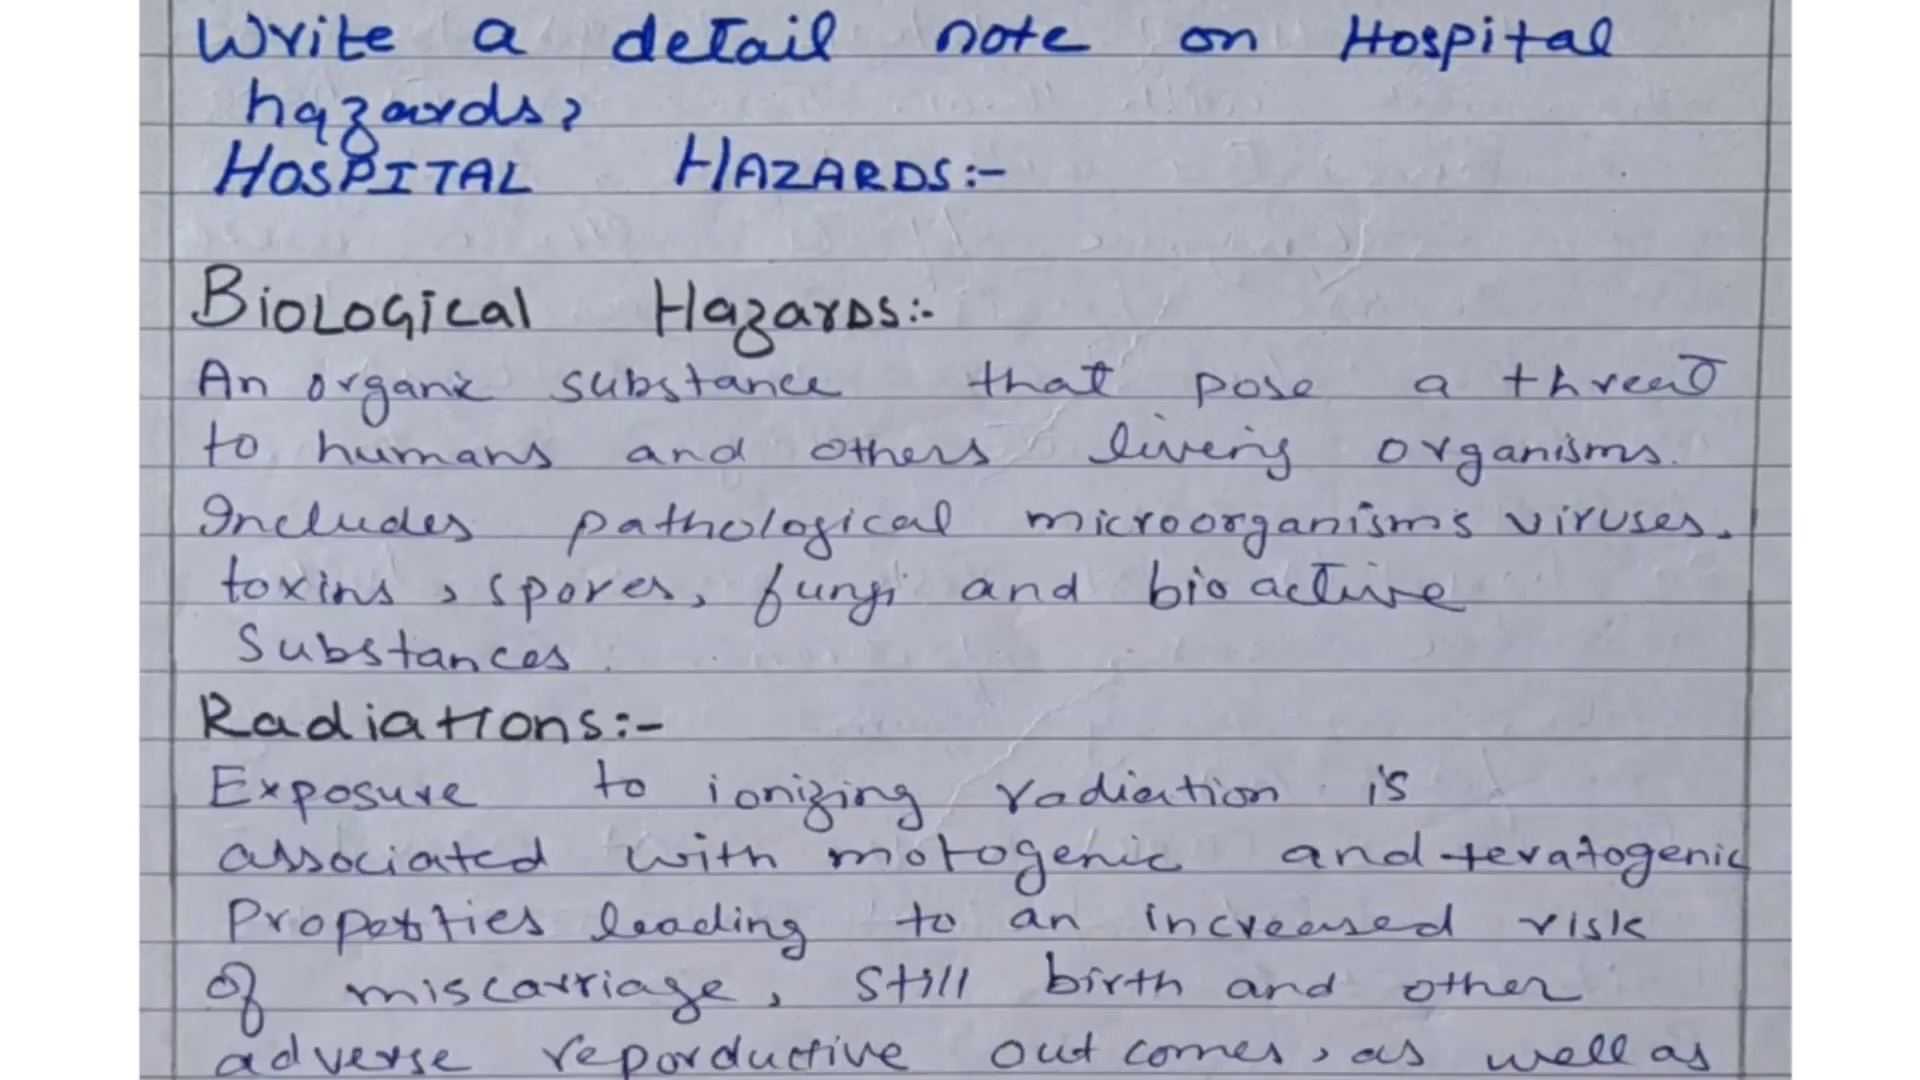 Write a detail note on Hospital
hazards?
HOSPITAL HAZARDS:-
BiOLOGical HazarDs:-
An organic substance that pose a threat
to humans and others living organisms.
Includes pathological microorganisms viruses,
toxins, spores, fungi and bio active
Substances.
Radiations:-
Exposure to ionizing radiation is
associated with motogenic and teratogenic
Propetties leading to an increased risk
of miscarriage, still birth and other
adverse reporductive out comes, as well as